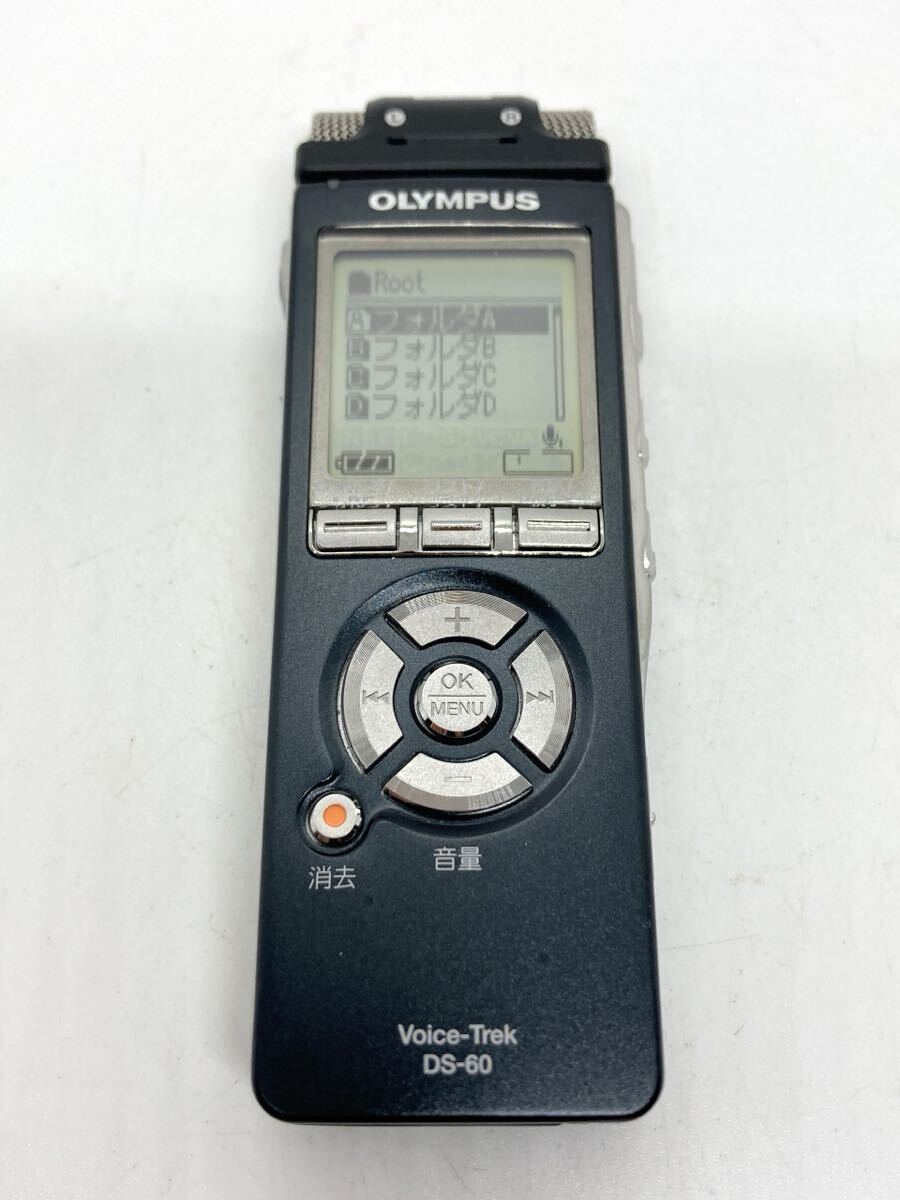 L R
OLYMPUS
Root
A フォルダA
B フォルダB
C フォルダC
D フォルダD
+
OK
MENU
−
消去
音量
Voice-Trek
DS-60